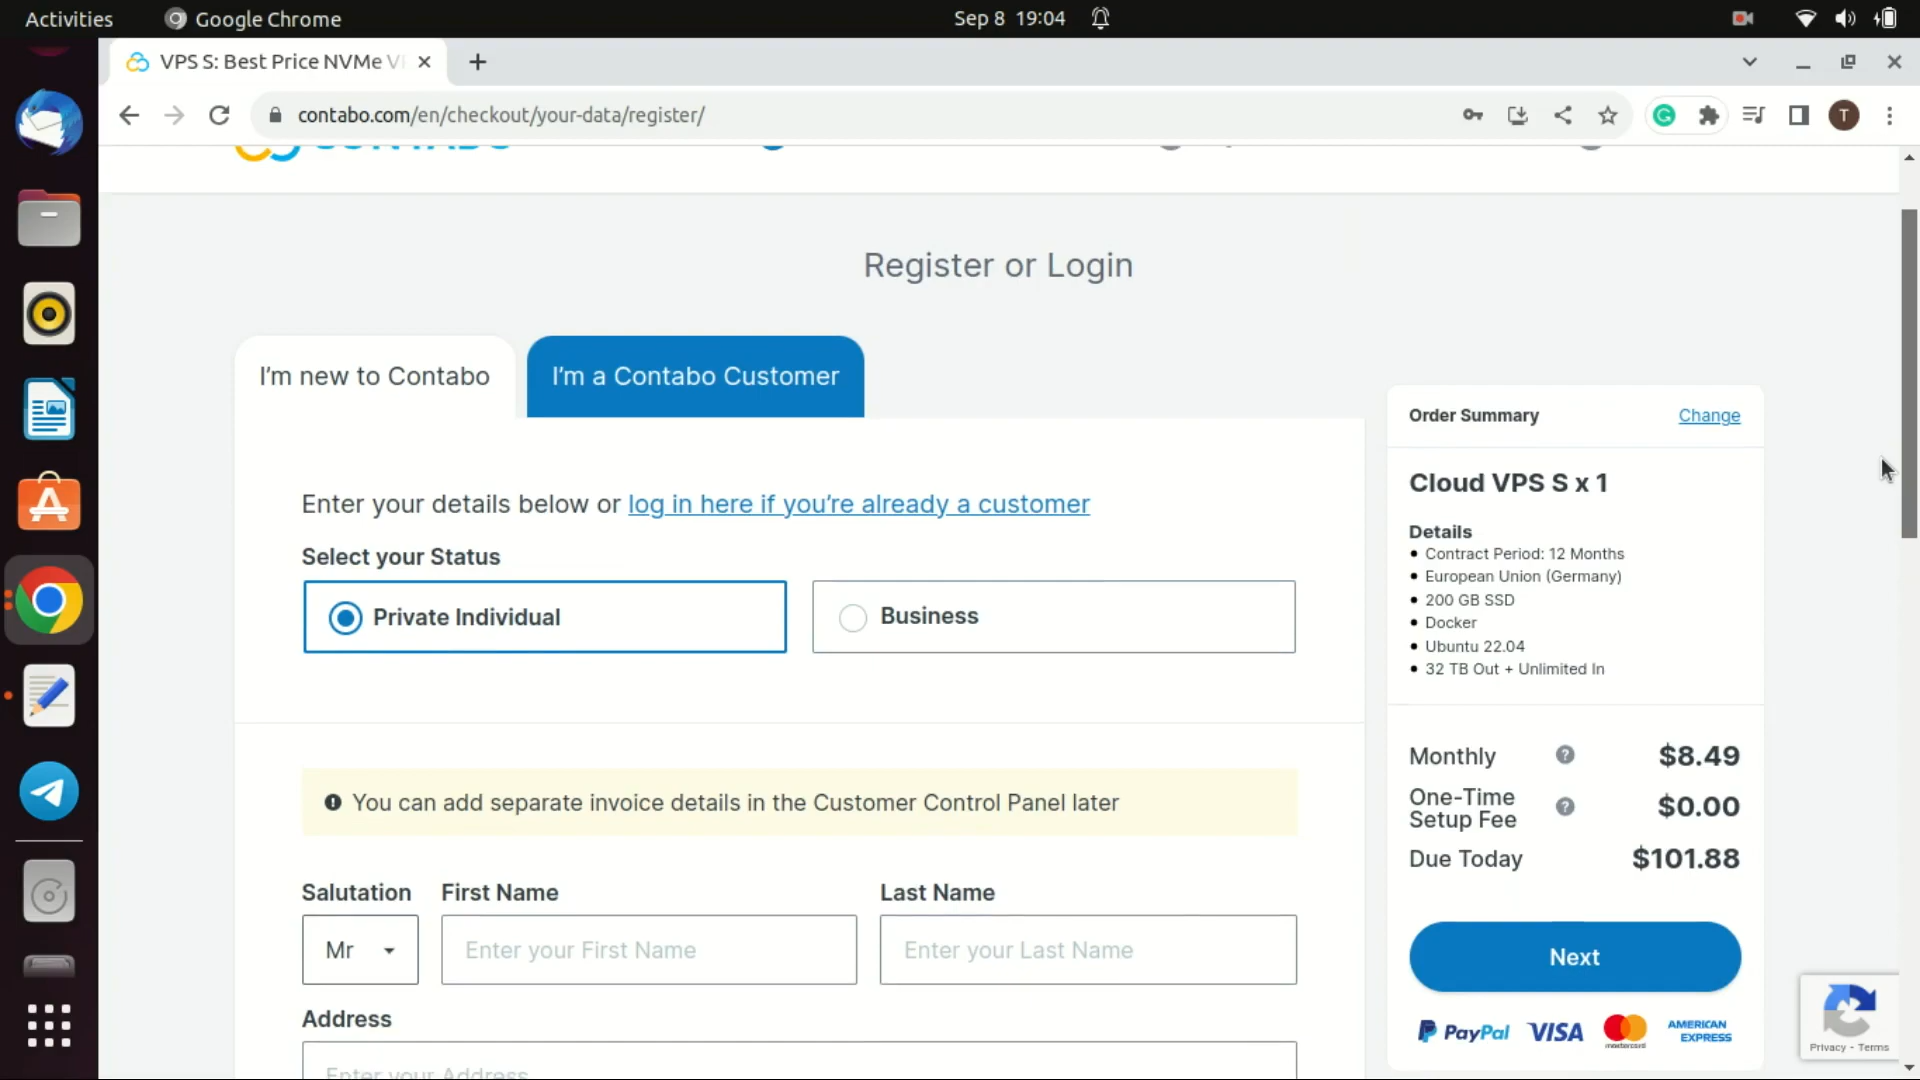 Activities
Google Chrome
Sep 8 19:04
VPS S: Best Price NVMe V
contabo.com/en/checkout/your-data/register/
T
Register or Login
I'm new to Contabo
I'm a Contabo Customer
Enter your details below or log in here if you're already a customer
Select your Status
Private Individual
Business
You can add separate invoice details in the Customer Control Panel later
Salutation
First Name
Last Name
Mr
Enter your First Name
Enter your Last Name
Address
Enter your Address
Order Summary
Change
Cloud VPS S x 1
Details
Contract Period: 12 Months
European Union (Germany)
200 GB SSD
Docker
Ubuntu 22.04
32 TB Out + Unlimited In
Monthly
$8.49
One-Time
Setup Fee
$0.00
Due Today
$101.88
Next
PayPal
VISA
mastercard
AMERICAN
EXPRESS
Privacy - Terms